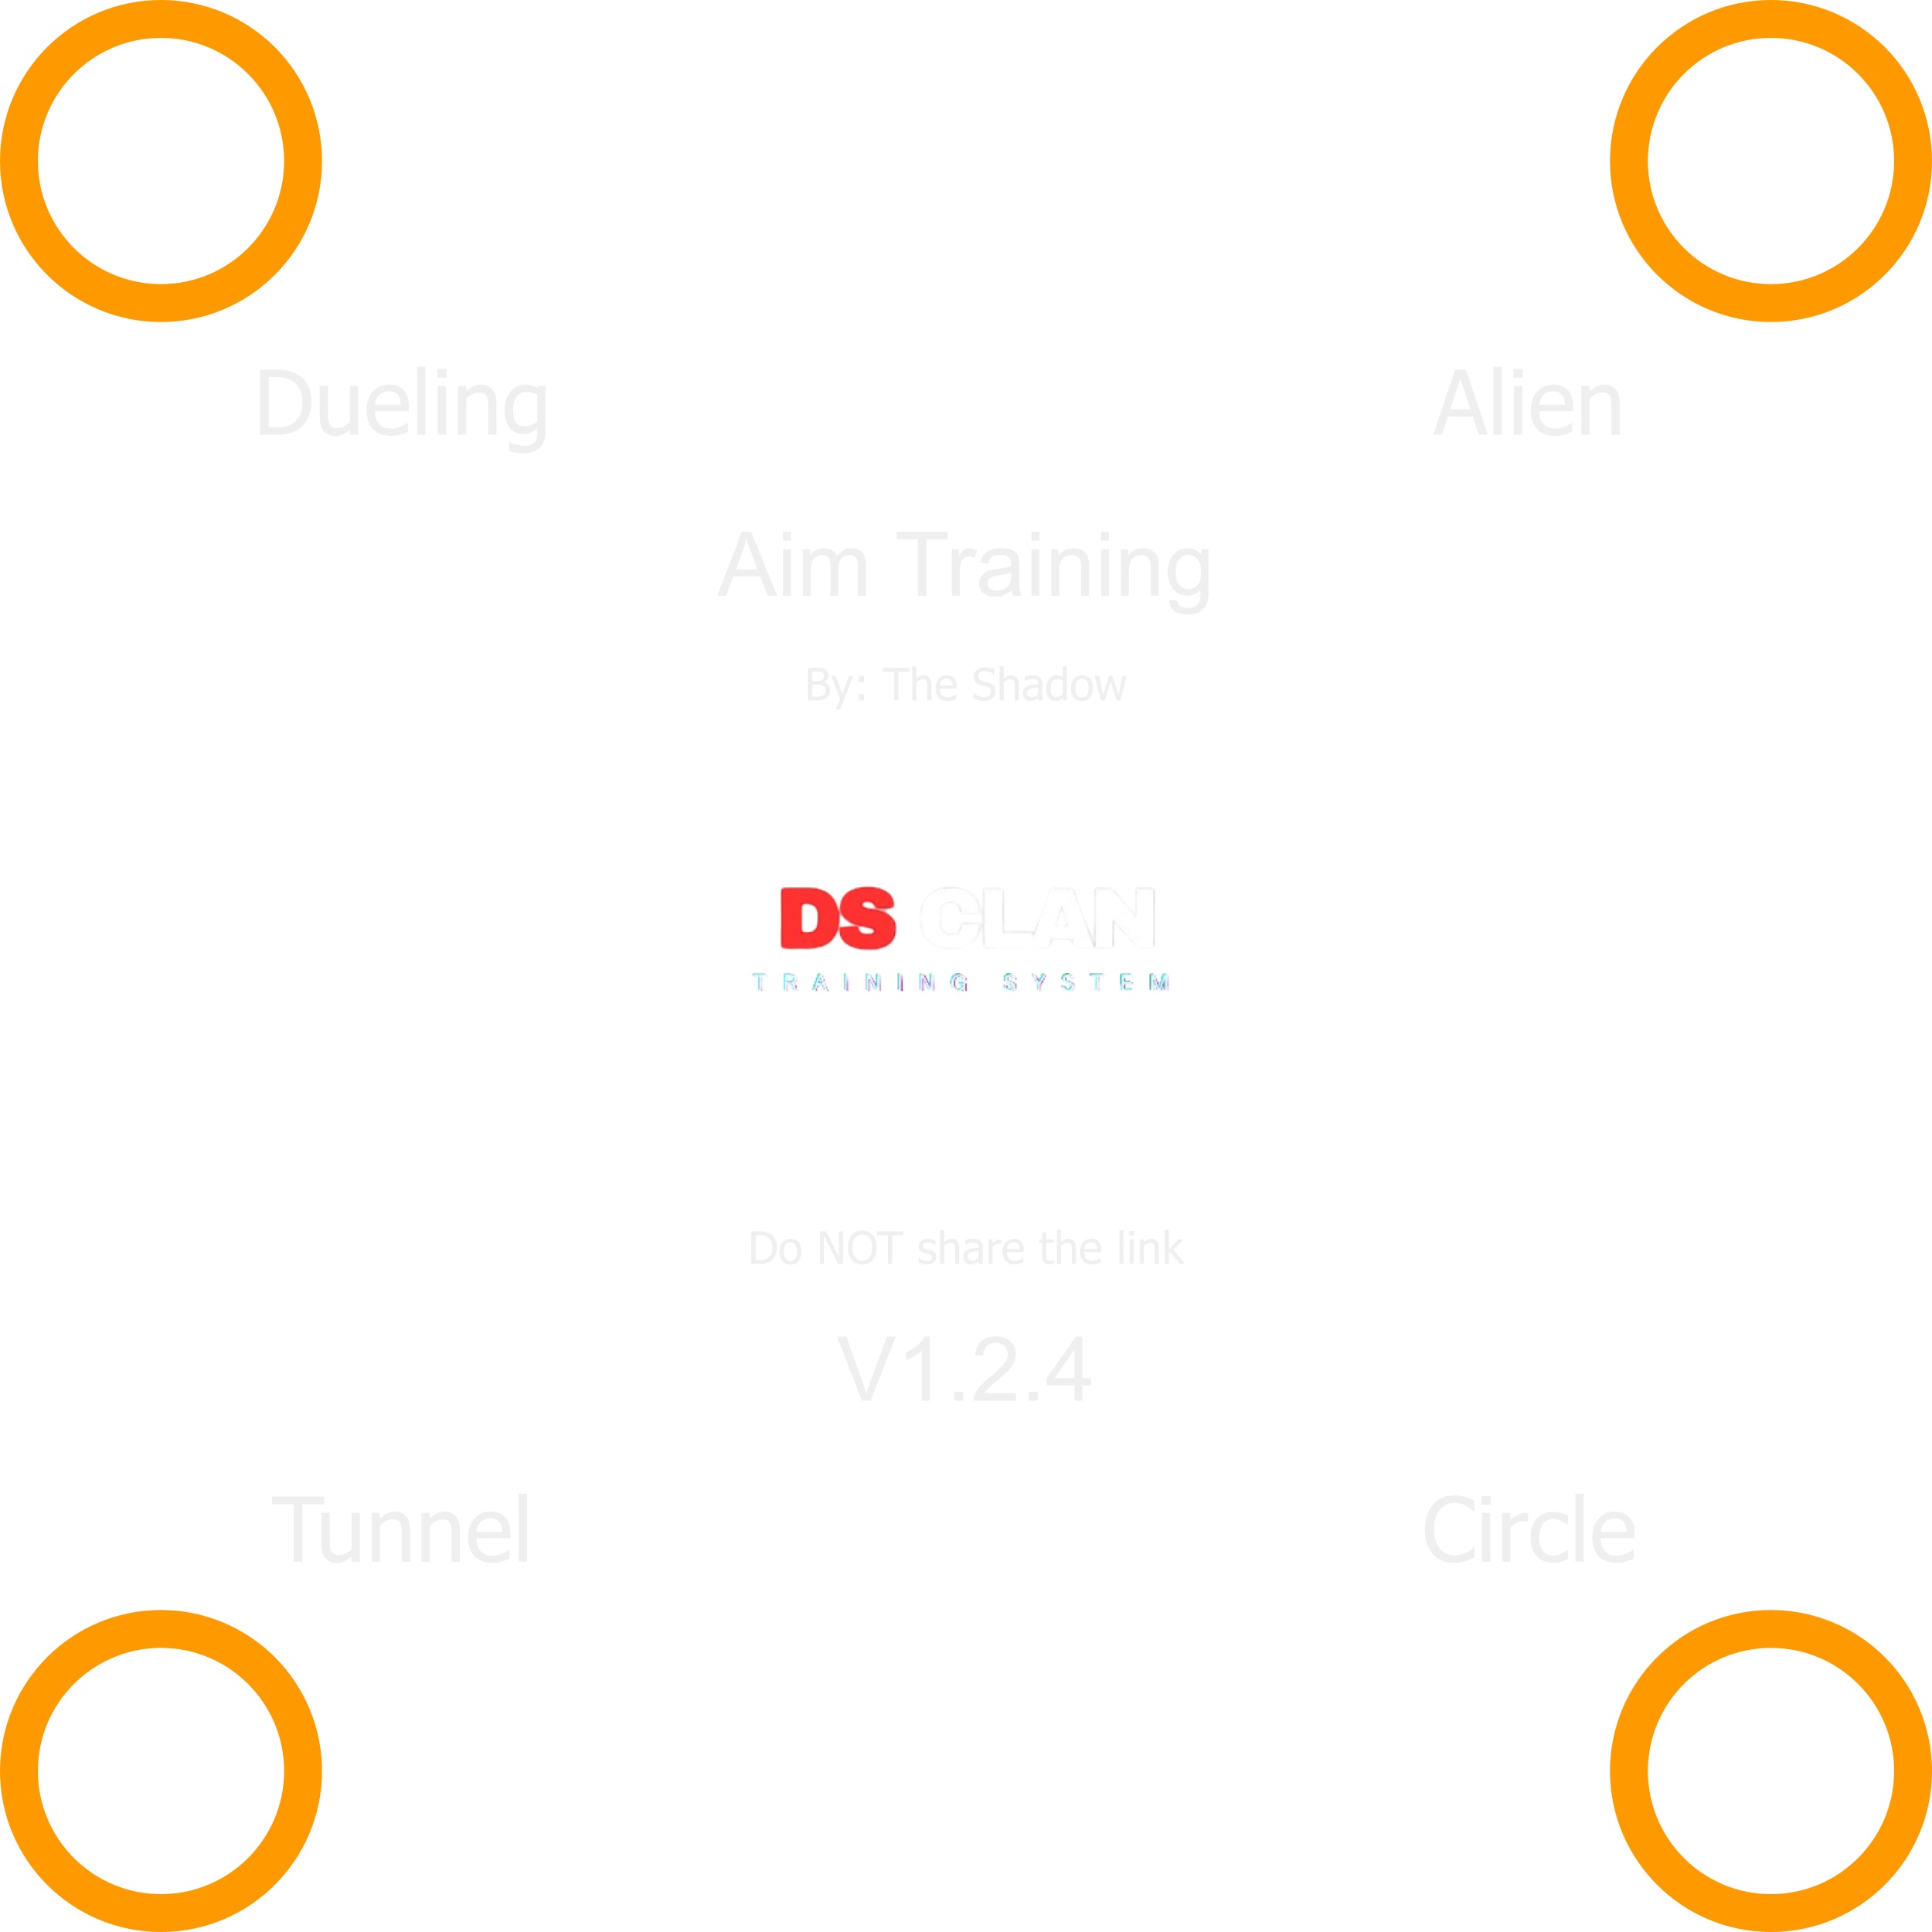 Dueling
Alien
Aim Training
By: The Shadow
DS CLAN
TRAINING SYSTEM
Do NOT share the link
V1.2.4
Tunnel
Circle